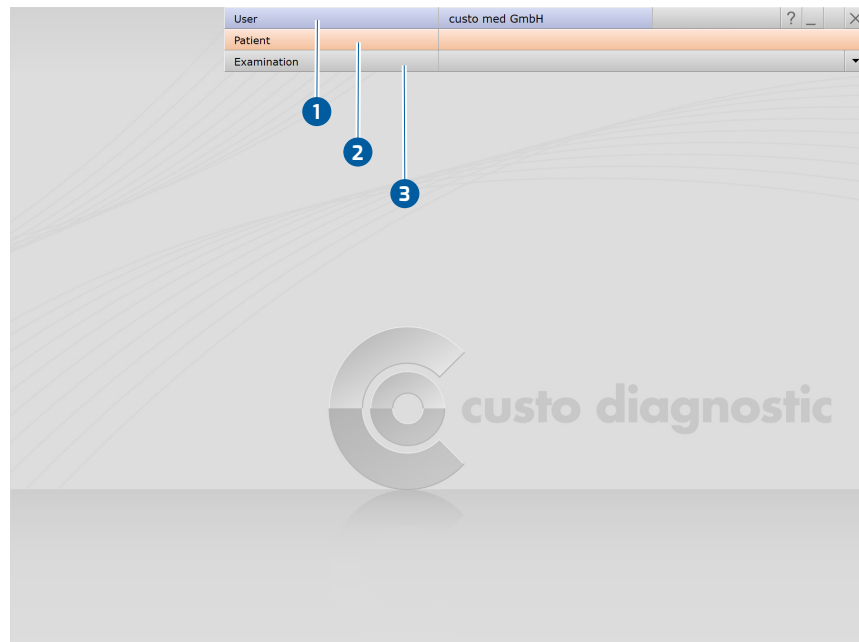 User custo med GmbH ? _ ×
Patient
Examination
1
2
3
custo diagnostic